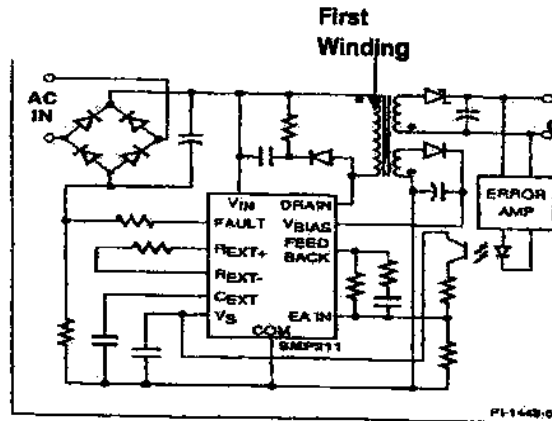 First
Winding
AC
IN
VIN
DRAIN
FAULT
VBIAS
REXT+
FEED
BACK
REXT-
CEXT
VS
EA IN
COM
SMP211
ERROR
AMP